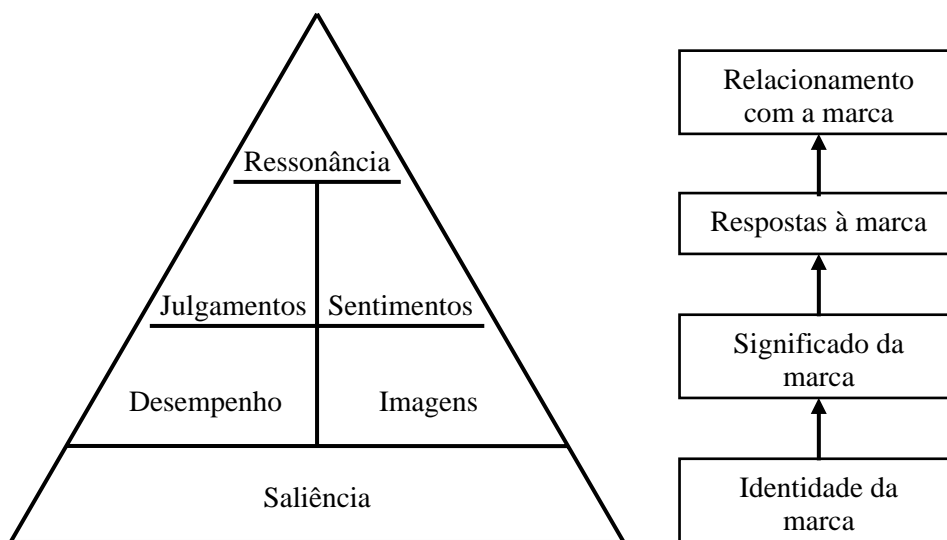 Ressonância
Julgamentos
Sentimentos
Desempenho
Imagens
Saliência
Relacionamento
com a marca
Respostas à marca
Significado da
marca
Identidade da
marca